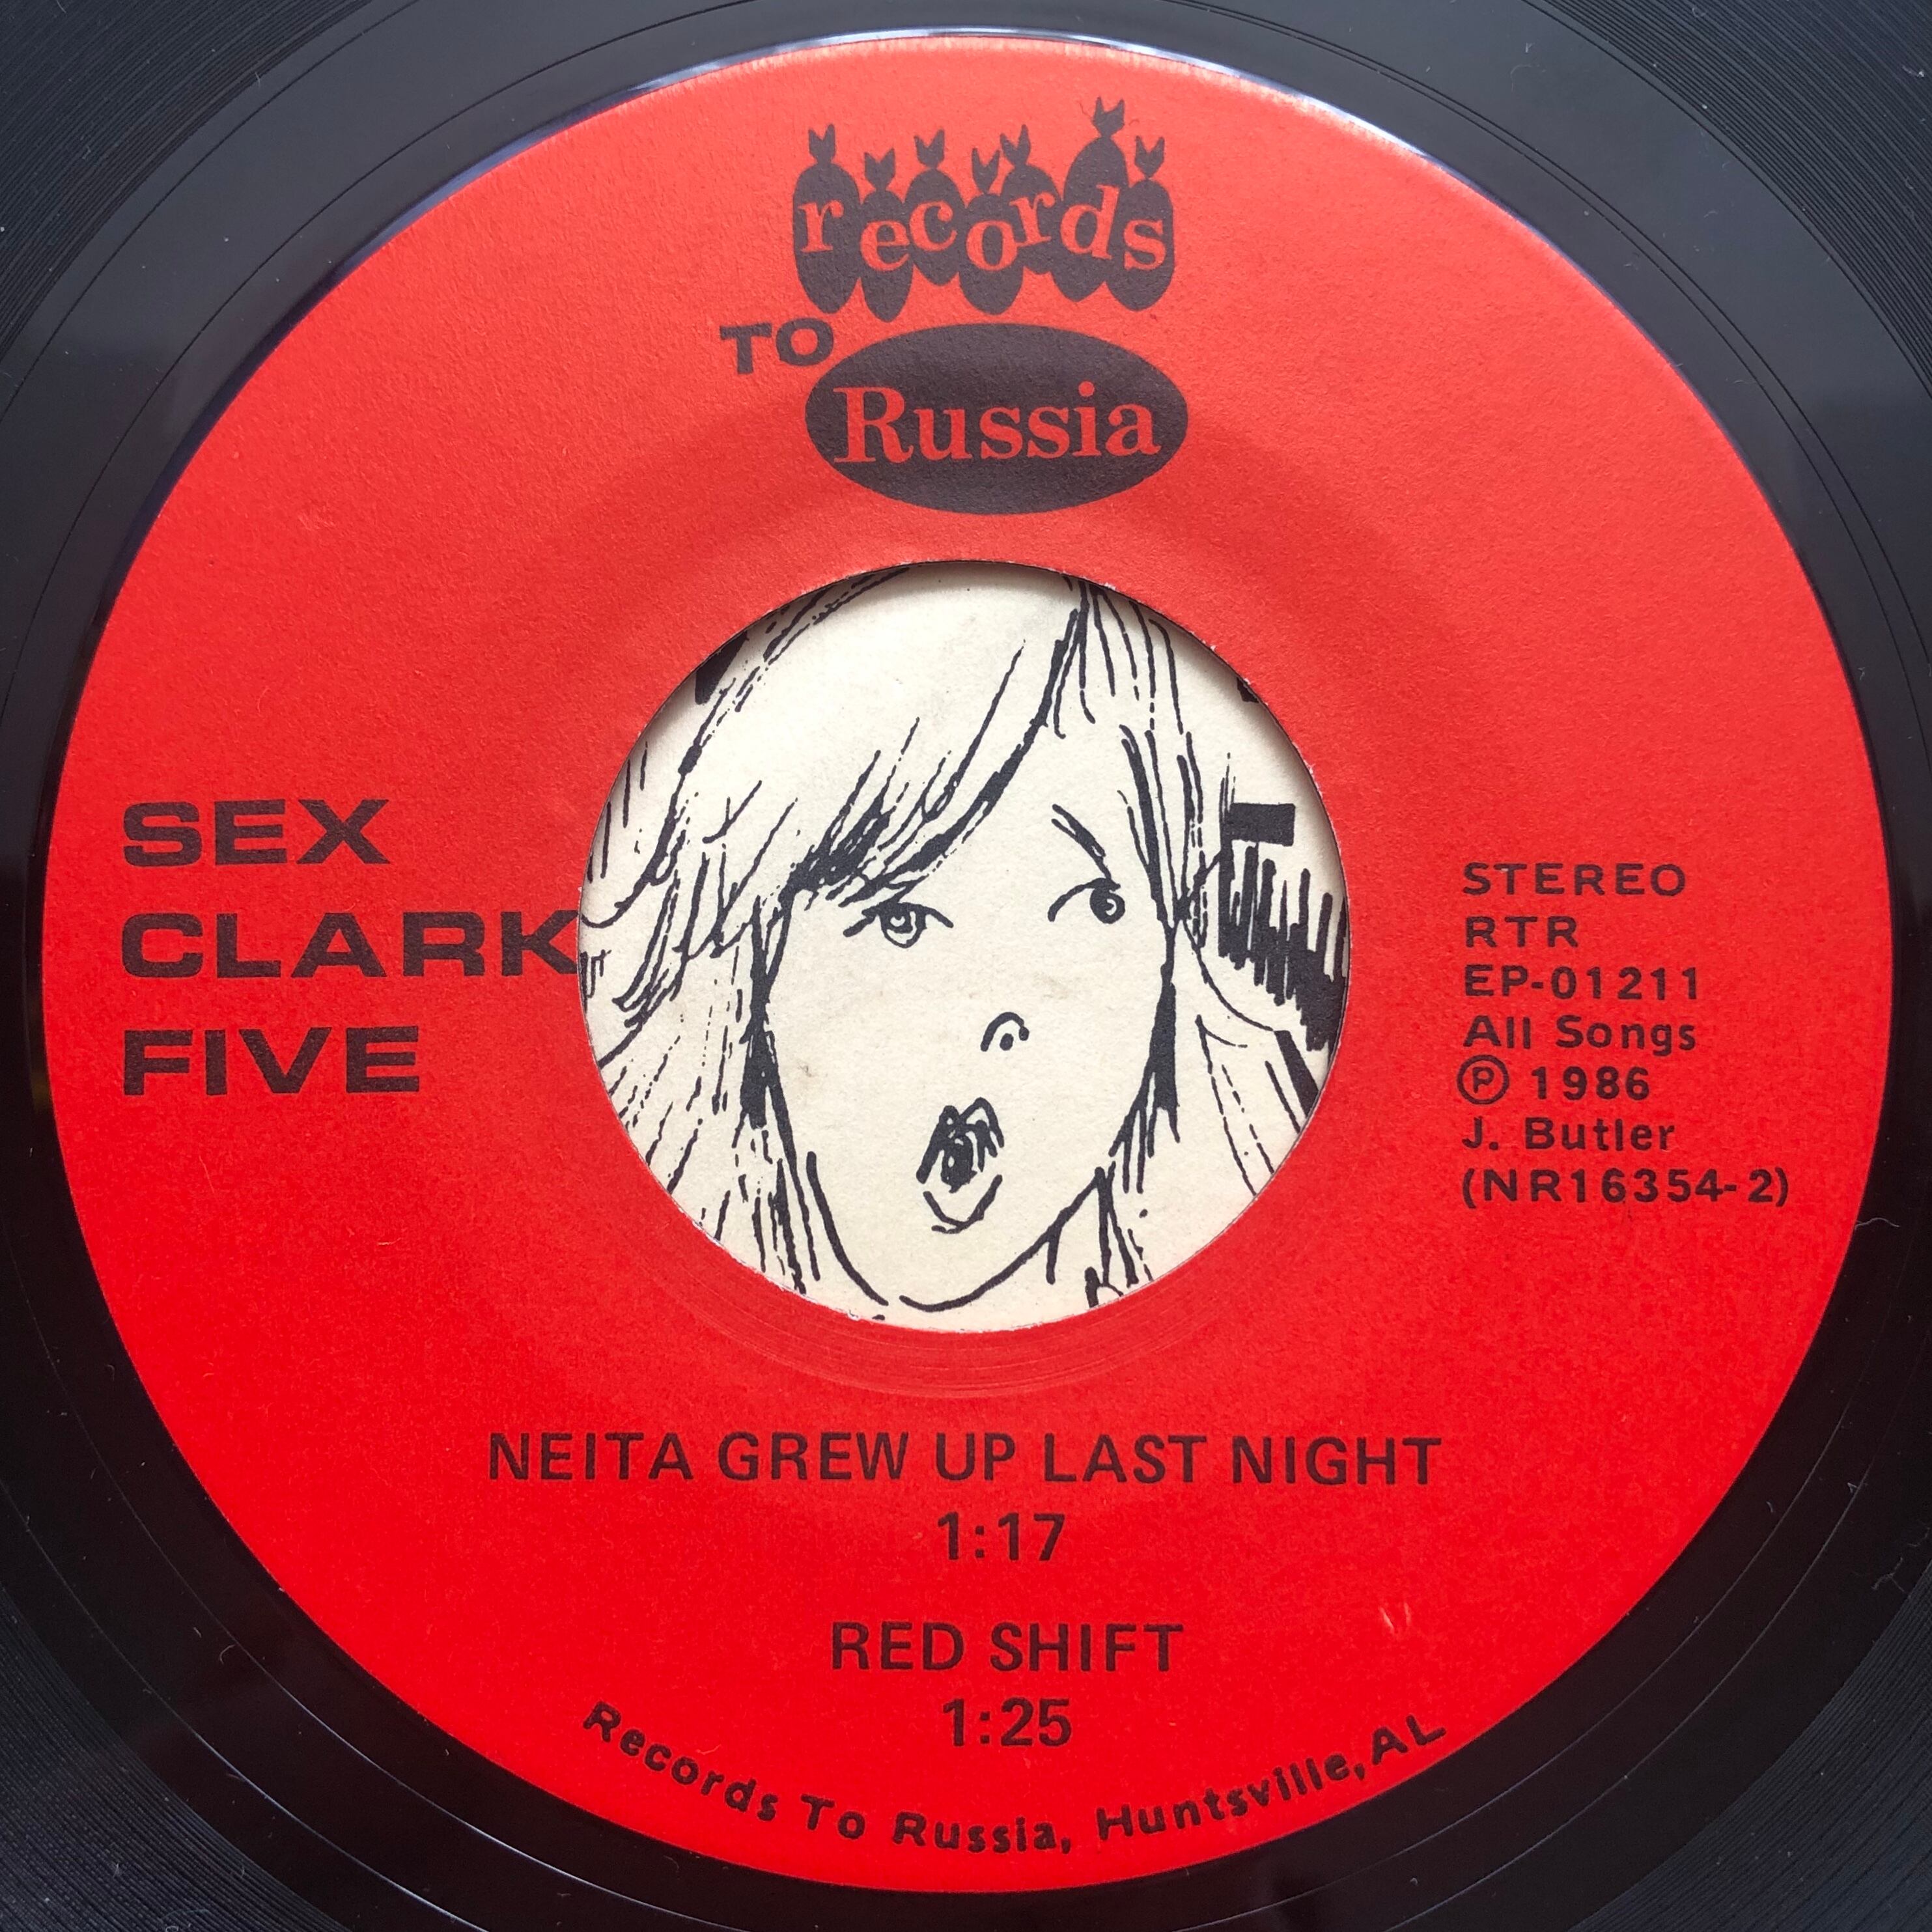 records
TO
Russia
SEX
CLARK
FIVE
STEREO
RTR
EP-01211
All Songs
℗ 1986
J. Butler
(NR16354-2)
NEITA GREW UP LAST NIGHT
1:17
RED SHIFT
1:25
Records To Russia, Huntsville, AL